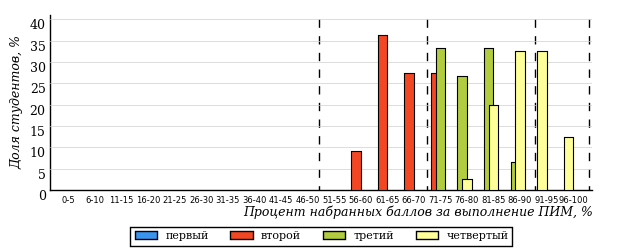 Доля студентов, %
40
35
30
25
20
15
10
5
0
0-5 6-10 11-15 16-20 21-25 26-30 31-35 36-40 41-45 46-50 51-55 56-60 61-65 66-70 71-75 76-80 81-85 86-90 91-95 96-100
Процент набранных баллов за выполнение ПИМ, %
первый второй третий четвертый